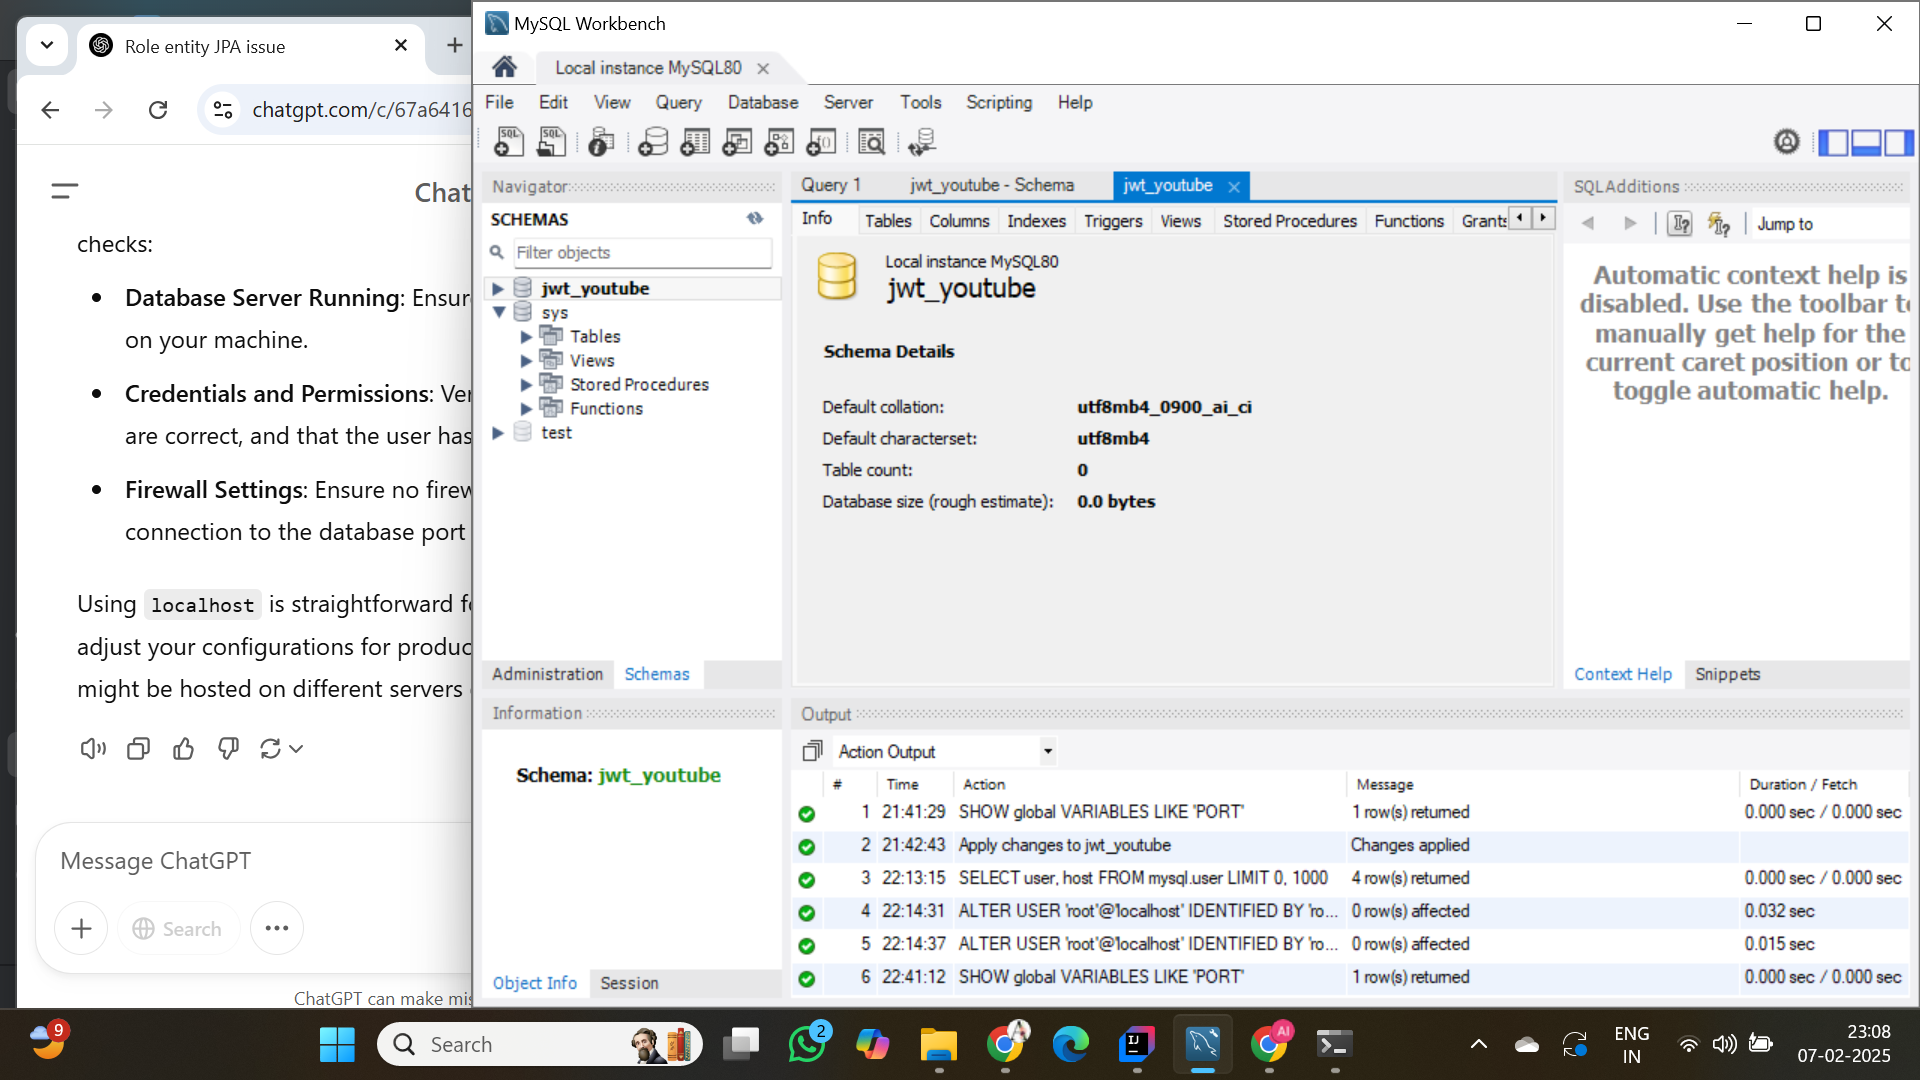 Role entity JPA issue
chatgpt.com/c/67a6416
Chat
checks:
Database Server Running: Ensure
on your machine.
Credentials and Permissions: Ver
are correct, and that the user has
Firewall Settings: Ensure no firew
connection to the database port
Using localhost is straightforward fo
adjust your configurations for produc
might be hosted on different servers
Message ChatGPT
Search
ChatGPT can make mis
MySQL Workbench
Local instance MySQL80
File Edit View Query Database Server Tools Scripting Help
Navigator
SCHEMAS
Filter objects
jwt_youtube
sys
Tables
Views
Stored Procedures
Functions
test
Administration Schemas
Information
Schema: jwt_youtube
Object Info Session
Query 1 jwt_youtube - Schema jwt_youtube
Info Tables Columns Indexes Triggers Views Stored Procedures Functions Grants
Local instance MySQL80
jwt_youtube
Schema Details
Default collation: utf8mb4_0900_ai_ci
Default characterset: utf8mb4
Table count: 0
Database size (rough estimate): 0.0 bytes
SQLAdditions
Jump to
Automatic context help is
disabled. Use the toolbar to
manually get help for the
current caret position or to
toggle automatic help.
Context Help Snippets
Output
Action Output
# Time Action Message Duration / Fetch
1 21:41:29 SHOW global VARIABLES LIKE 'PORT' 1 row(s) returned 0.000 sec / 0.000 sec
2 21:42:43 Apply changes to jwt_youtube Changes applied
3 22:13:15 SELECT user, host FROM mysql.user LIMIT 0, 1000 4 row(s) returned 0.000 sec / 0.000 sec
4 22:14:31 ALTER USER 'root'@'localhost' IDENTIFIED BY 'ro... 0 row(s) affected 0.032 sec
5 22:14:37 ALTER USER 'root'@'localhost' IDENTIFIED BY 'ro... 0 row(s) affected 0.015 sec
6 22:41:12 SHOW global VARIABLES LIKE 'PORT' 1 row(s) returned 0.000 sec / 0.000 sec
9
Search
2
A
AI
ENG
IN
23:08
07-02-2025